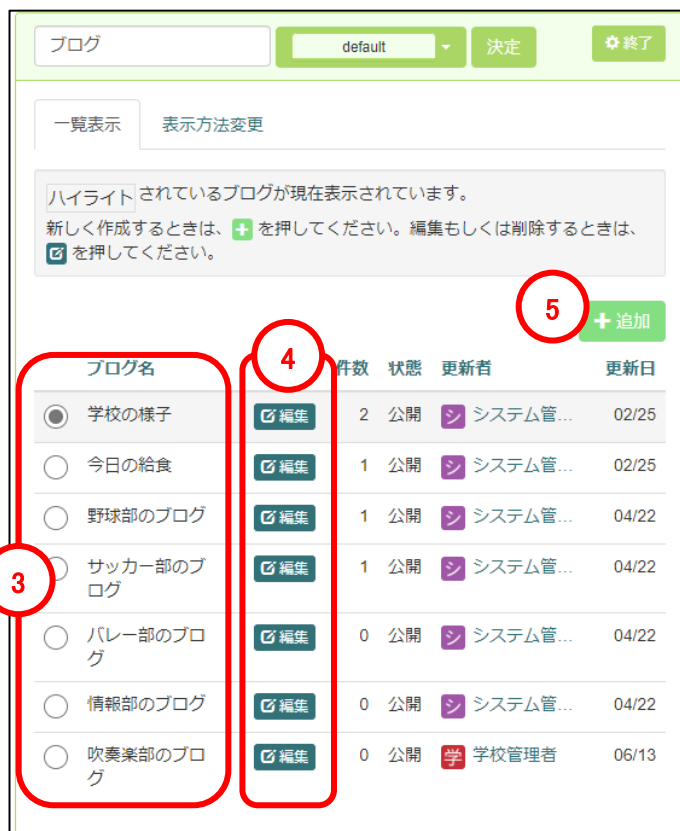 ブログ default 決定 終了
一覧表示 表示方法変更
ハイライト されているブログが現在表示されています。
新しく作成するときは、 を押してください。編集もしくは削除するときは、
を押してください。
5
追加
4
ブログ名 件数 状態 更新者 更新日
学校の様子 編集 2 公開 シ システム管... 02/25
今日の給食 編集 1 公開 シ システム管... 02/25
野球部のブログ 編集 1 公開 シ システム管... 04/22
3
サッカー部のブ 編集 1 公開 シ システム管... 04/22
ログ
バレー部のブロ 編集 0 公開 シ システム管... 04/22
グ
情報部のブログ 編集 0 公開 シ システム管... 04/22
吹奏楽部のブロ 編集 0 公開 学 学校管理者 06/13
グ